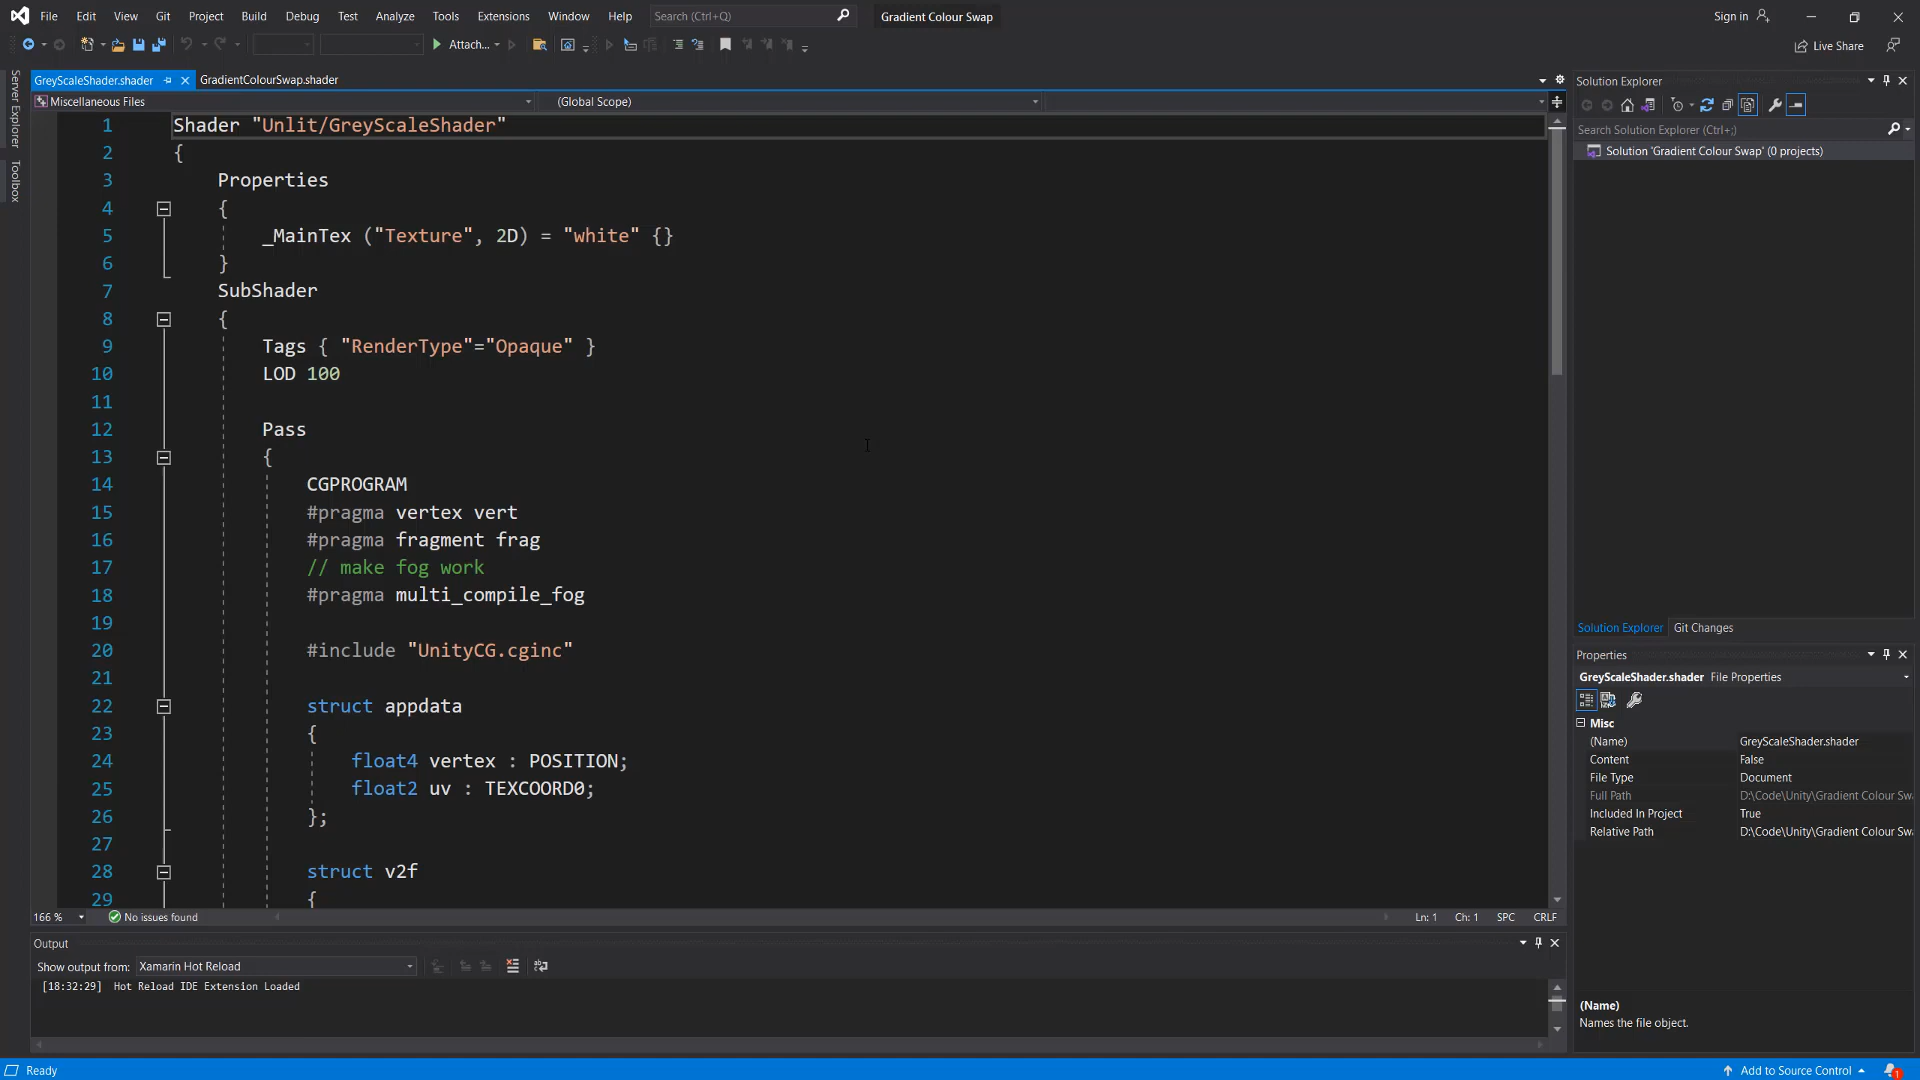 File Edit View Git Project Build Debug Test Analyze Tools Extensions Window Help Search (Ctrl+Q) Gradient Colour Swap Sign in
Attach... Live Share
GreyScaleShader.shader GradientColourSwap.shader
Miscellaneous Files (Global Scope)
Server Explorer
Toolbox
1 Shader "Unlit/GreyScaleShader"
2 {
3 Properties
4 {
5 _MainTex ("Texture", 2D) = "white" {}
6 }
7 SubShader
8 {
9 Tags { "RenderType"="Opaque" }
10 LOD 100
11
12 Pass
13 {
14 CGPROGRAM
15 #pragma vertex vert
16 #pragma fragment frag
17 // make fog work
18 #pragma multi_compile_fog
19
20 #include "UnityCG.cginc"
21
22 struct appdata
23 {
24 float4 vertex : POSITION;
25 float2 uv : TEXCOORD0;
26 };
27
28 struct v2f
29 {
166 % No issues found Ln: 1 Ch: 1 SPC CRLF
Output
Show output from: Xamarin Hot Reload
[18:32:29] Hot Reload IDE Extension Loaded
Solution Explorer
Search Solution Explorer (Ctrl+;)
Solution 'Gradient Colour Swap' (0 projects)
Solution Explorer Git Changes
Properties
GreyScaleShader.shader File Properties
Misc
(Name) GreyScaleShader.shader
Content False
File Type Document
Full Path D:\Code\Unity\Gradient Colour Sw
Included In Project True
Relative Path D:\Code\Unity\Gradient Colour Sw
(Name)
Names the file object.
Ready Add to Source Control 1